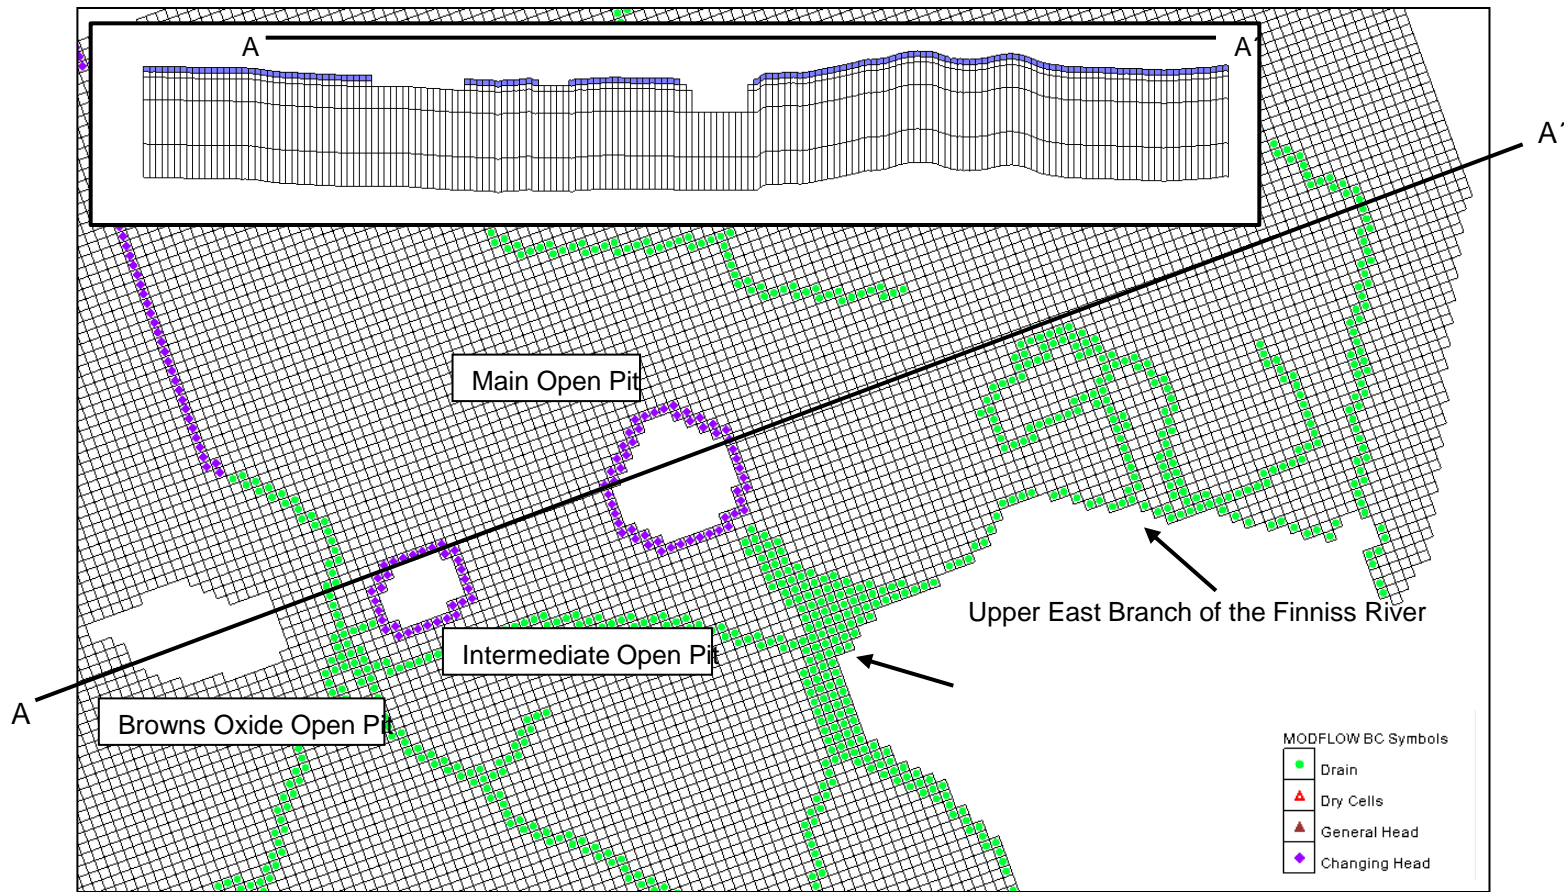 A A´
A´
Main Open Pit
Upper East Branch of the Finniss River
Intermediate Open Pit
A
Browns Oxide Open Pit
MODFLOW BC Symbols
Drain
Dry Cells
General Head
Changing Head